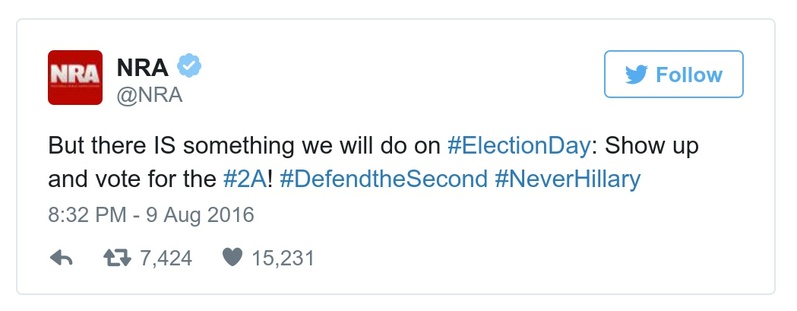 NRA
NRA
@NRA
Follow
But there IS something we will do on #ElectionDay: Show up
and vote for the #2A! #DefendtheSecond #NeverHillary
8:32 PM - 9 Aug 2016
7,424 15,231